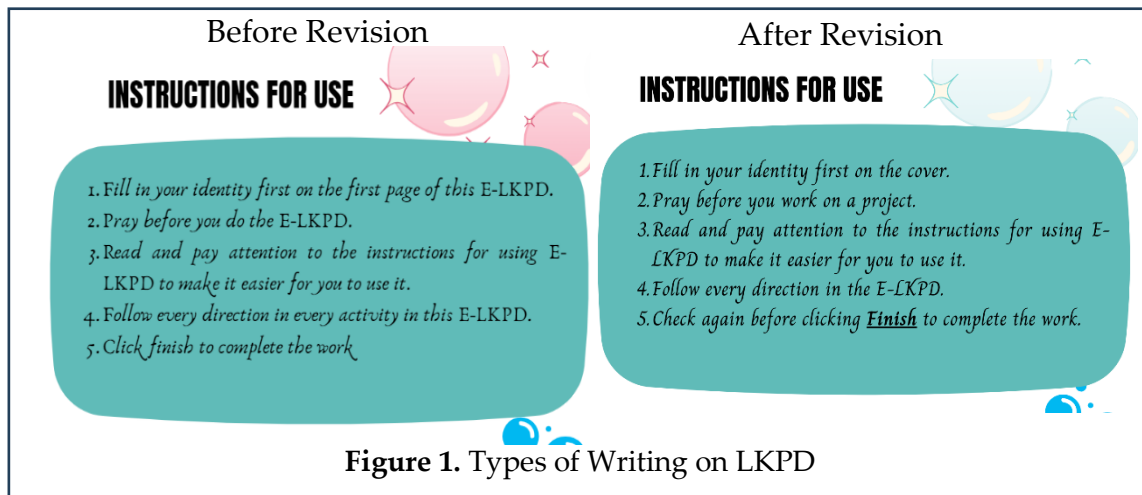 Before Revision
INSTRUCTIONS FOR USE
1. Fill in your identity first on the first page of this E-LKPD.
2. Pray before you do the E-LKPD.
3. Read and pay attention to the instructions for using E-
LKPD to make it easier for you to use it.
4. Follow every direction in every activity in this E-LKPD.
5. Click finish to complete the work
After Revision
INSTRUCTIONS FOR USE
1. Fill in your identity first on the cover.
2. Pray before you work on a project.
3. Read and pay attention to the instructions for using E-
LKPD to make it easier for you to use it.
4. Follow every direction in the E-LKPD.
5. Check again before clicking Finish to complete the work.
Figure 1. Types of Writing on LKPD